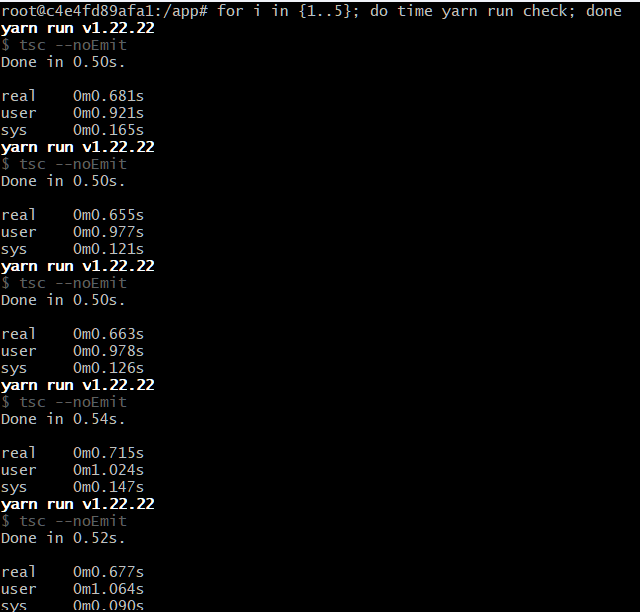 root@c4e4fd89afa1:/app# for i in {1..5}; do time yarn run check; done
yarn run v1.22.22
$ tsc --noEmit
Done in 0.50s.
real    0m0.681s
user    0m0.921s
sys     0m0.165s
yarn run v1.22.22
$ tsc --noEmit
Done in 0.50s.
real    0m0.655s
user    0m0.977s
sys     0m0.121s
yarn run v1.22.22
$ tsc --noEmit
Done in 0.50s.
real    0m0.663s
user    0m0.978s
sys     0m0.126s
yarn run v1.22.22
$ tsc --noEmit
Done in 0.54s.
real    0m0.715s
user    0m1.024s
sys     0m0.147s
yarn run v1.22.22
$ tsc --noEmit
Done in 0.52s.
real    0m0.677s
user    0m1.064s
sys     0m0.090s